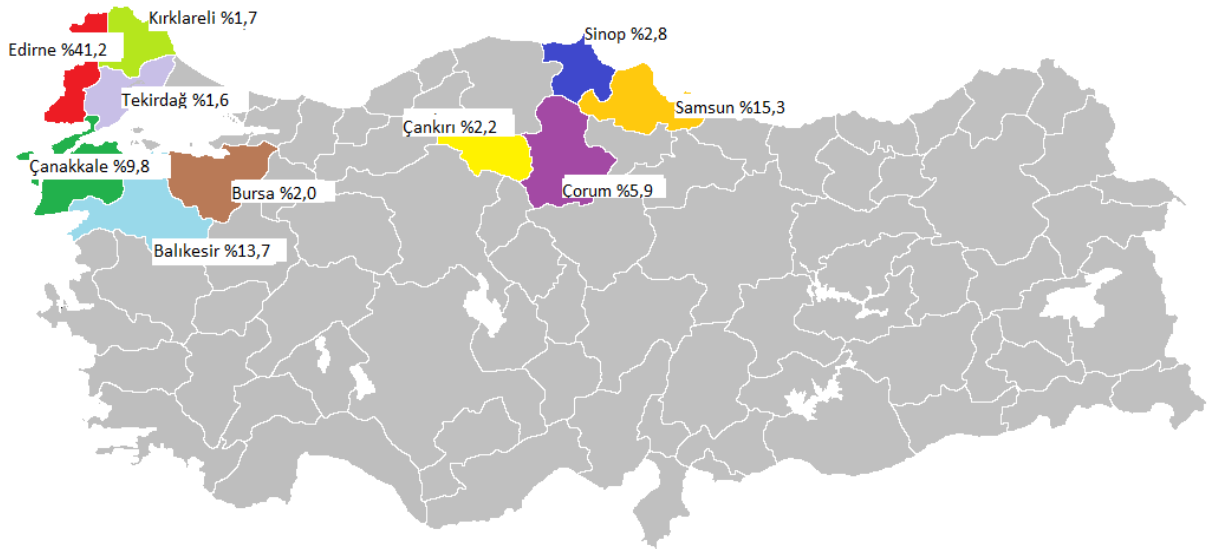 Kırklareli %1,7
Edirne %41,2
Tekirdağ %1,6
Sinop %2,8
Samsun %15,3
Çankırı %2,2
Çanakkale %9,8
Bursa %2,0
Çorum %5,9
Balıkesir %13,7